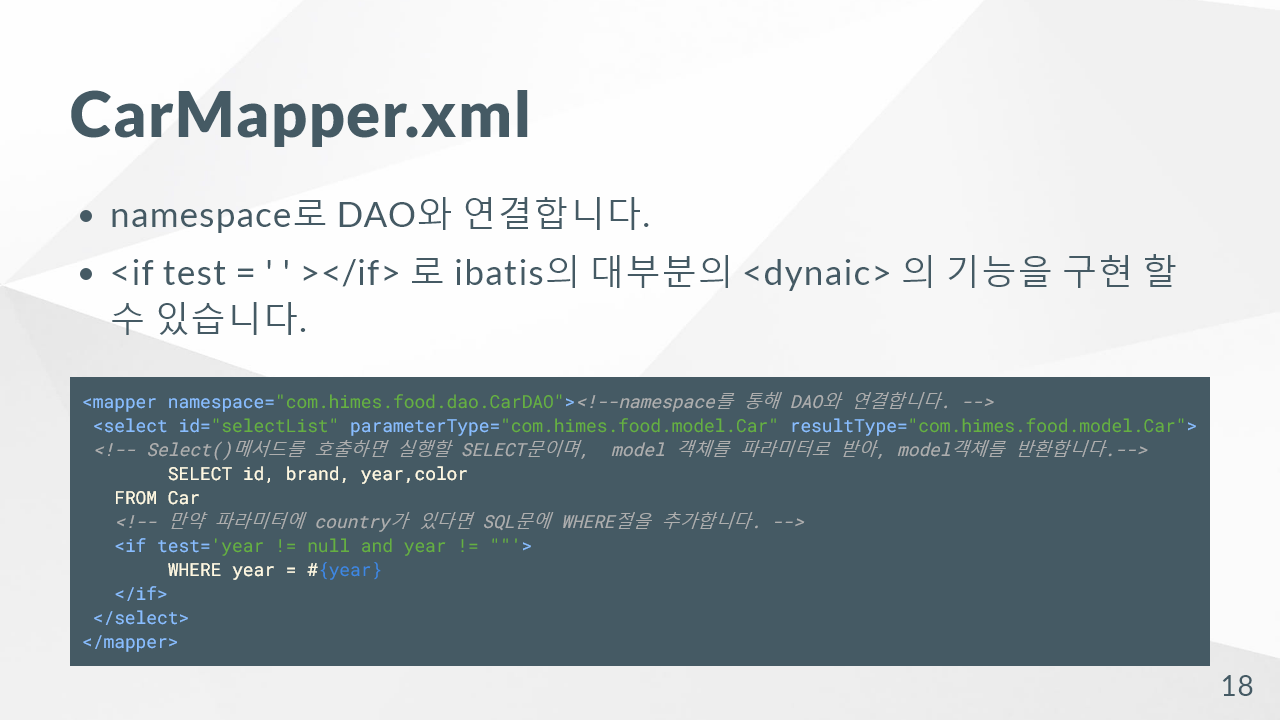 CarMapper.xml
• namespace로 DAO와 연결합니다.
• <if test = ' ' ></if> 로 ibatis의 대부분의 <dynaic> 의 기능을 구현 할
수 있습니다.
<mapper namespace="com.himes.food.dao.CarDAO"><!--namespace를 통해 DAO와 연결합니다. -->
<select id="selectList" parameterType="com.himes.food.model.Car" resultType="com.himes.food.model.Car">
<!-- Select()메서드를 호출하면 실행할 SELECT문이며, model 객체를 파라미터로 받아, model객체를 반환합니다.-->
SELECT id, brand, year,color
FROM Car
<!-- 만약 파라미터에 country가 있다면 SQL문에 WHERE절을 추가합니다. -->
<if test='year != null and year != ""'>
WHERE year = #{year}
</if>
</select>
</mapper>
18